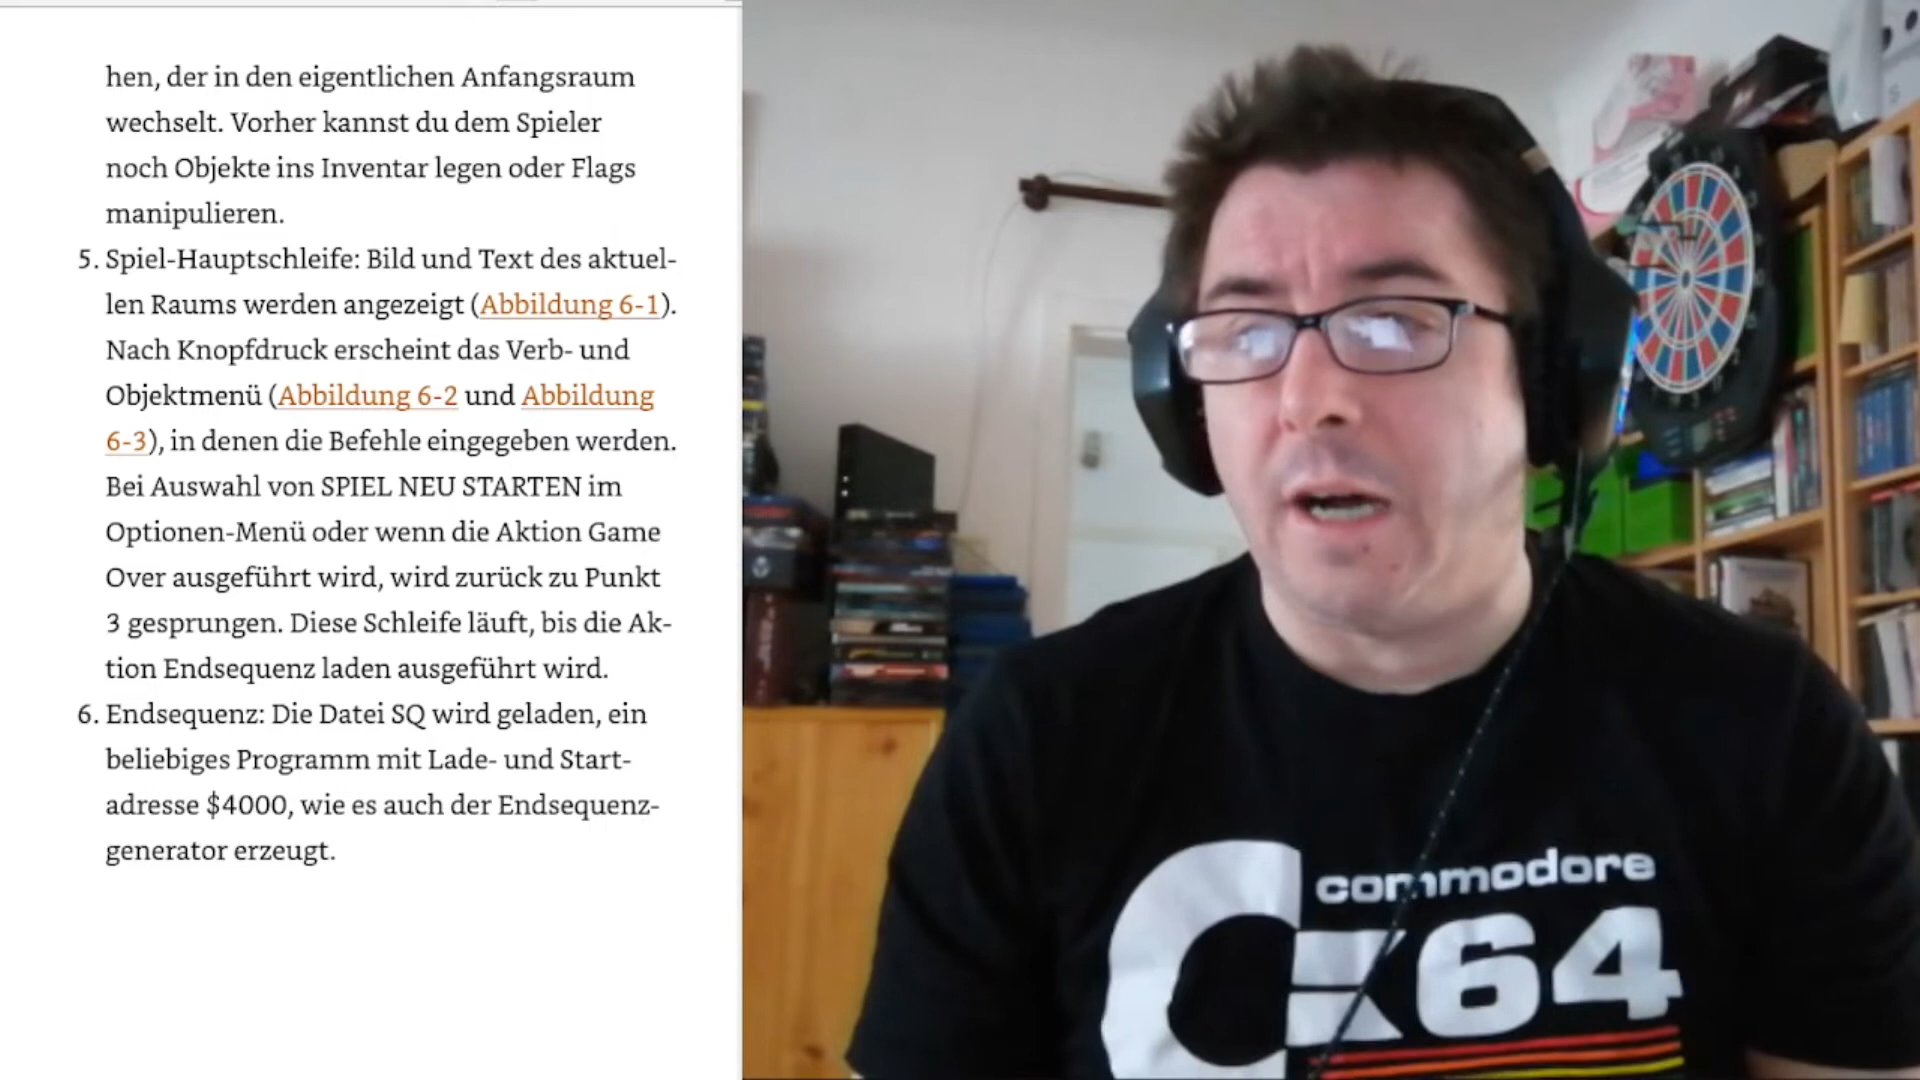 hen, der in den eigentlichen Anfangsraum
wechselt. Vorher kannst du dem Spieler
noch Objekte ins Inventar legen oder Flags
manipulieren.
5. Spiel-Hauptschleife: Bild und Text des aktuel-
len Raums werden angezeigt (Abbildung 6-1).
Nach Knopfdruck erscheint das Verb- und
Objektmenü (Abbildung 6-2 und Abbildung
6-3), in denen die Befehle eingegeben werden.
Bei Auswahl von SPIEL NEU STARTEN im
Optionen-Menü oder wenn die Aktion Game
Over ausgeführt wird, wird zurück zu Punkt
3 gesprungen. Diese Schleife läuft, bis die Ak-
tion Endsequenz laden ausgeführt wird.
6. Endsequenz: Die Datei SQ wird geladen, ein
beliebiges Programm mit Lade- und Start-
adresse $4000, wie es auch der Endsequenz-
generator erzeugt.
commodore
64